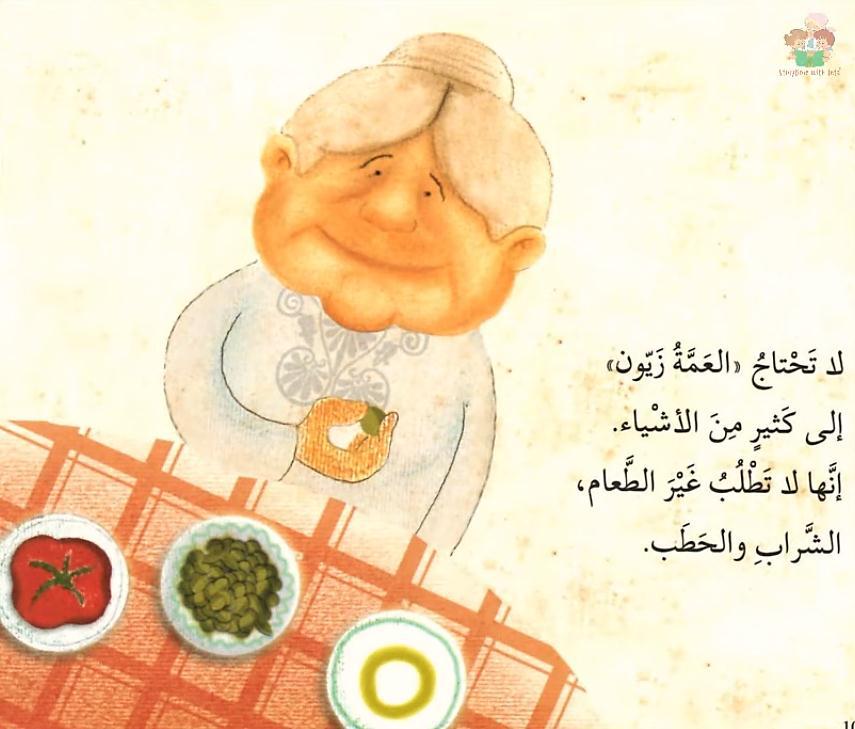 لا تَحْتاجُ «العَمَّةُ زَيّون»
إلى كَثيرٍ مِنَ الأشْياء.
إنَّها لا تَطْلُبُ غَيْرَ الطَّعام،
الشَّرابِ والحَطَب.